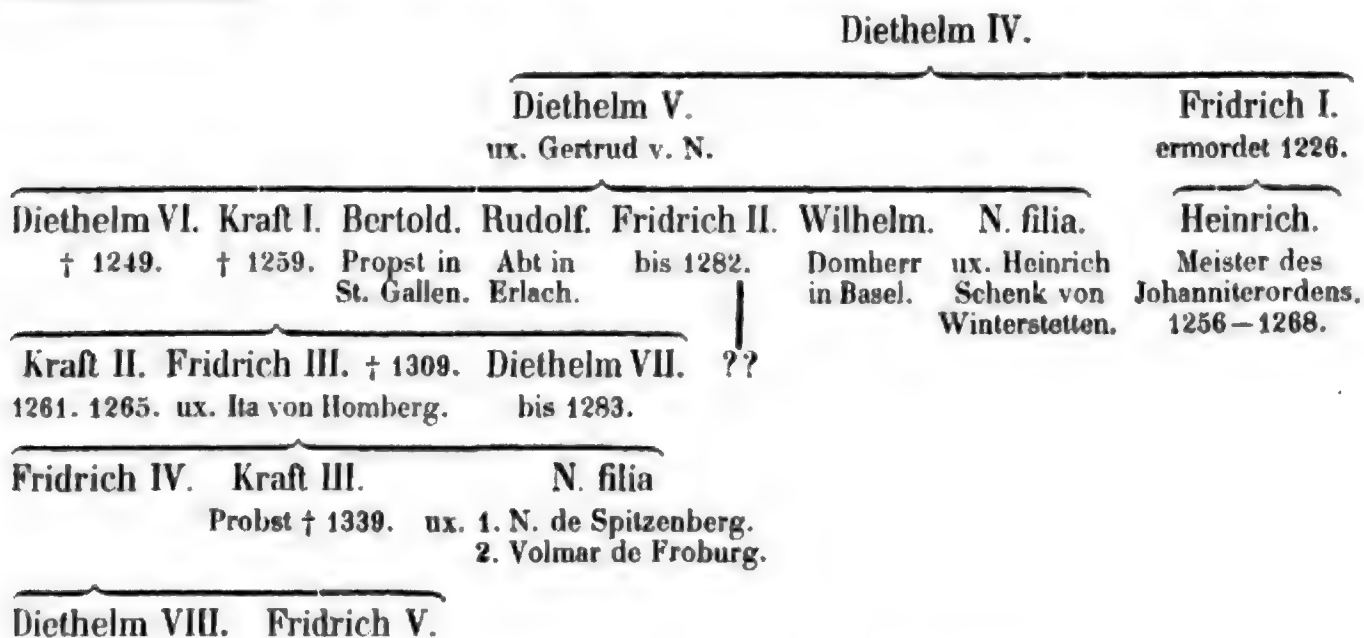 Diethelm IV.
Diethelm V. Fridrich I.
ux. Gertrud v. N. ermordet 1226.
Diethelm VI. Kraft I. Bertold. Rudolf. Fridrich II. Wilhelm. N. filia. Heinrich.
† 1249. † 1259. Propst in Abt in bis 1282. Domherr ux. Heinrich Meister des
St. Gallen. Erlach. in Basel. Schenk von Johanniterordens.
Winterstetten. 1256–1268.
Kraft II. Fridrich III. † 1309. Diethelm VII. ??
1261. 1265. ux. Ita von Homberg. bis 1283.
Fridrich IV. Kraft III. N. filia
Probst † 1339. ux. 1. N. de Spitzenberg.
2. Volmar de Froburg.
Diethelm VIII. Fridrich V.